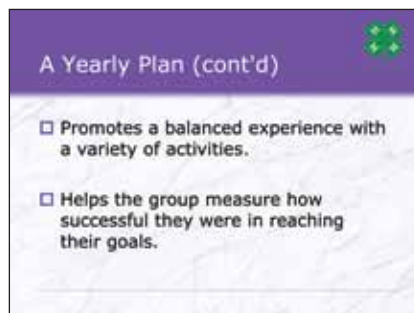 A Yearly Plan (cont'd)
Promotes a balanced experience with
a variety of activities.
Helps the group measure how
successful they were in reaching
their goals.